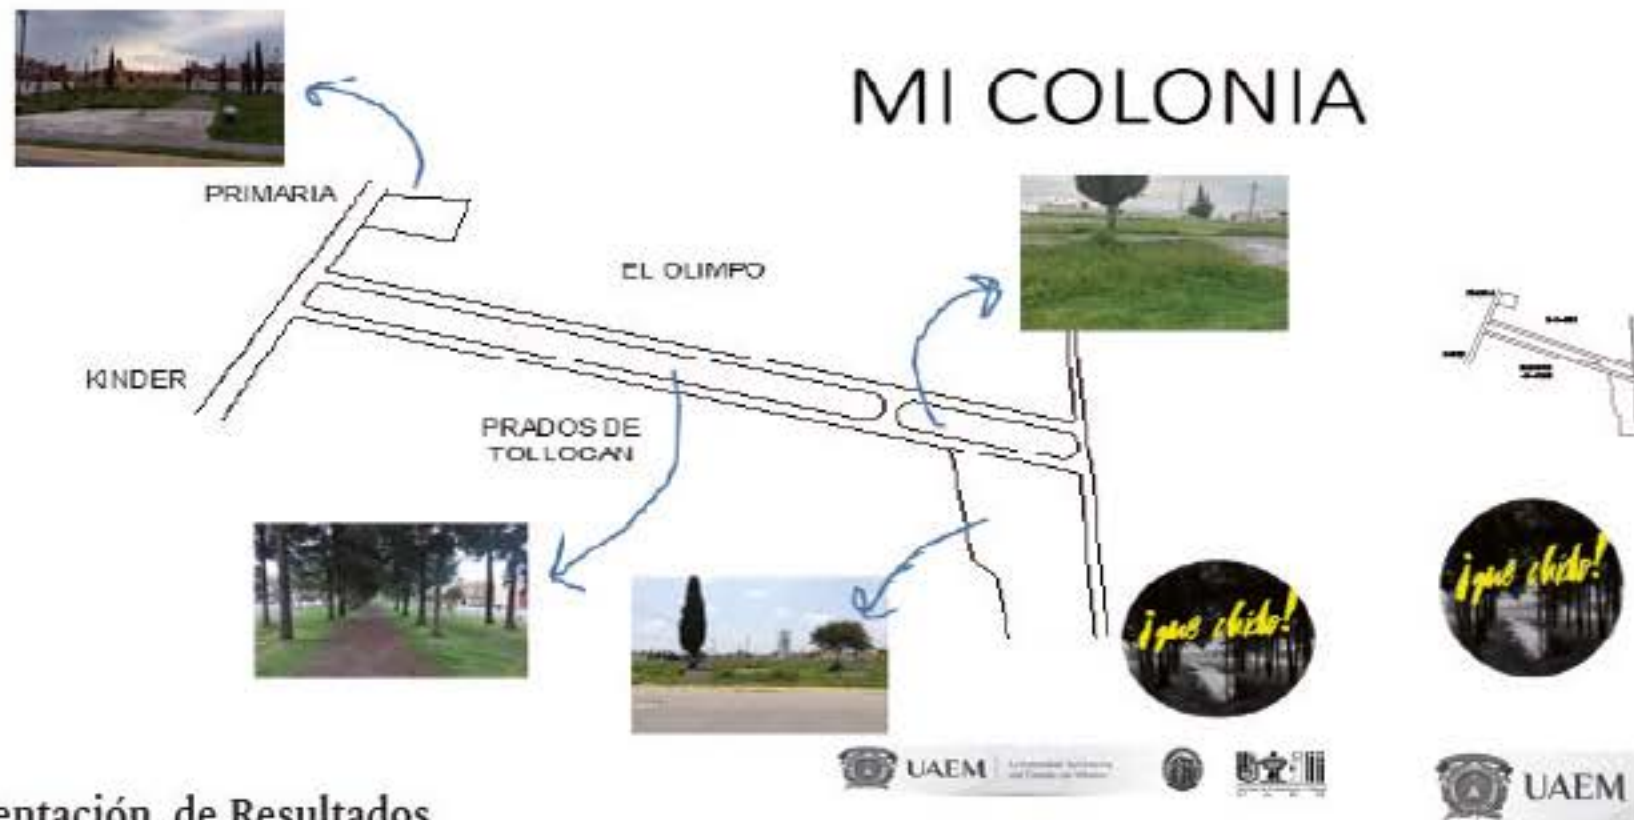 MI COLONIA
PRIMARIA
EL OLIMPO
KINDER
PRADOS DE
TOLLOCAN
¡que chido!
¡que chido!
UAEM
UAEM
entación de Resultados